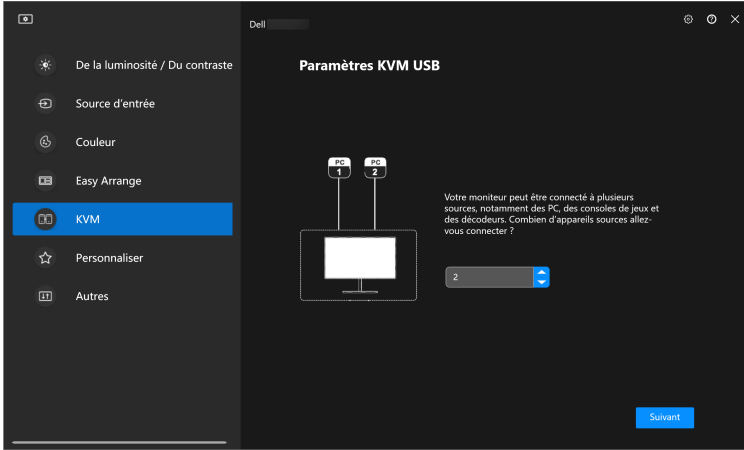 Dell
De la luminosité / Du contraste
Source d'entrée
Couleur
Easy Arrange
KVM
Personnaliser
Autres
Paramètres KVM USB
PC
1
PC
2
Votre moniteur peut être connecté à plusieurs
sources, notamment des PC, des consoles de jeux et
des décodeurs. Combien d'appareils sources allez-
vous connecter ?
2
Suivant